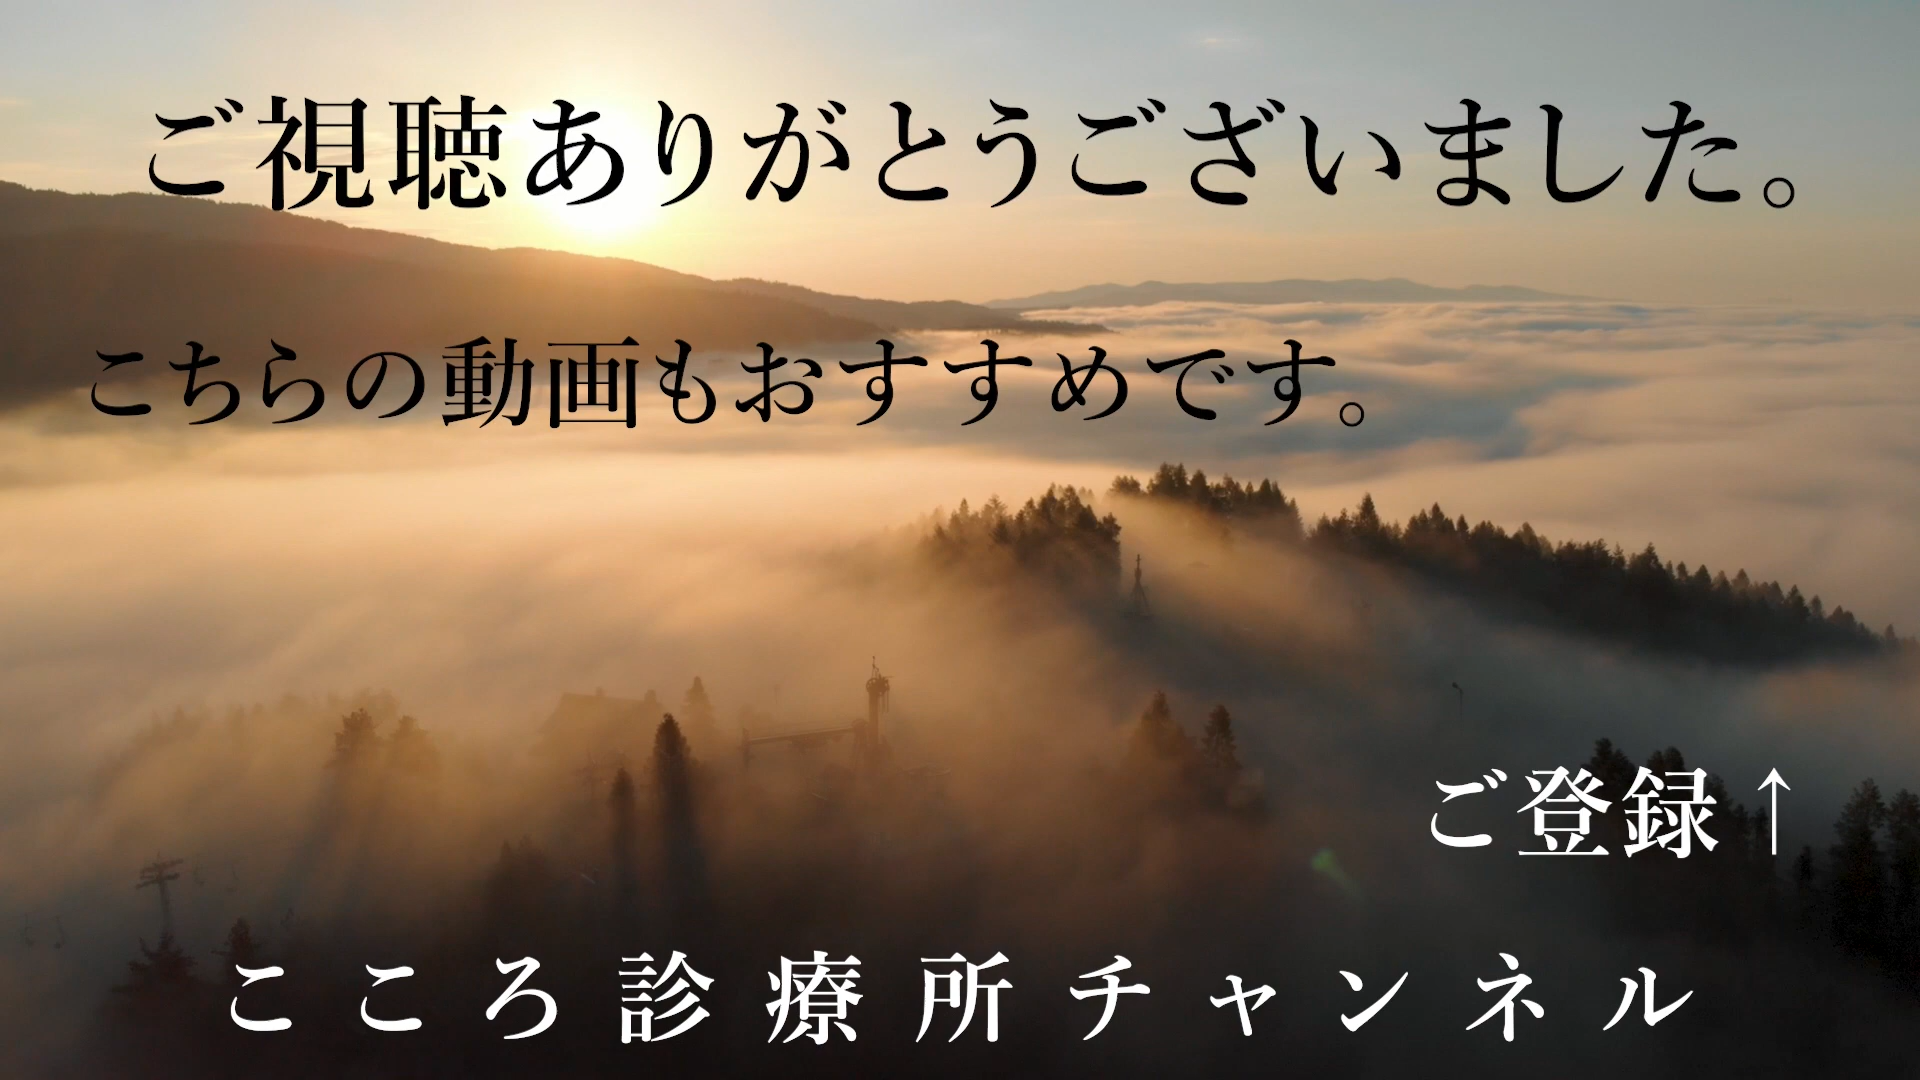 ご視聴ありがとうございました。
こちらの動画もおすすめです。
ご登録↑
こころ診療所チャンネル